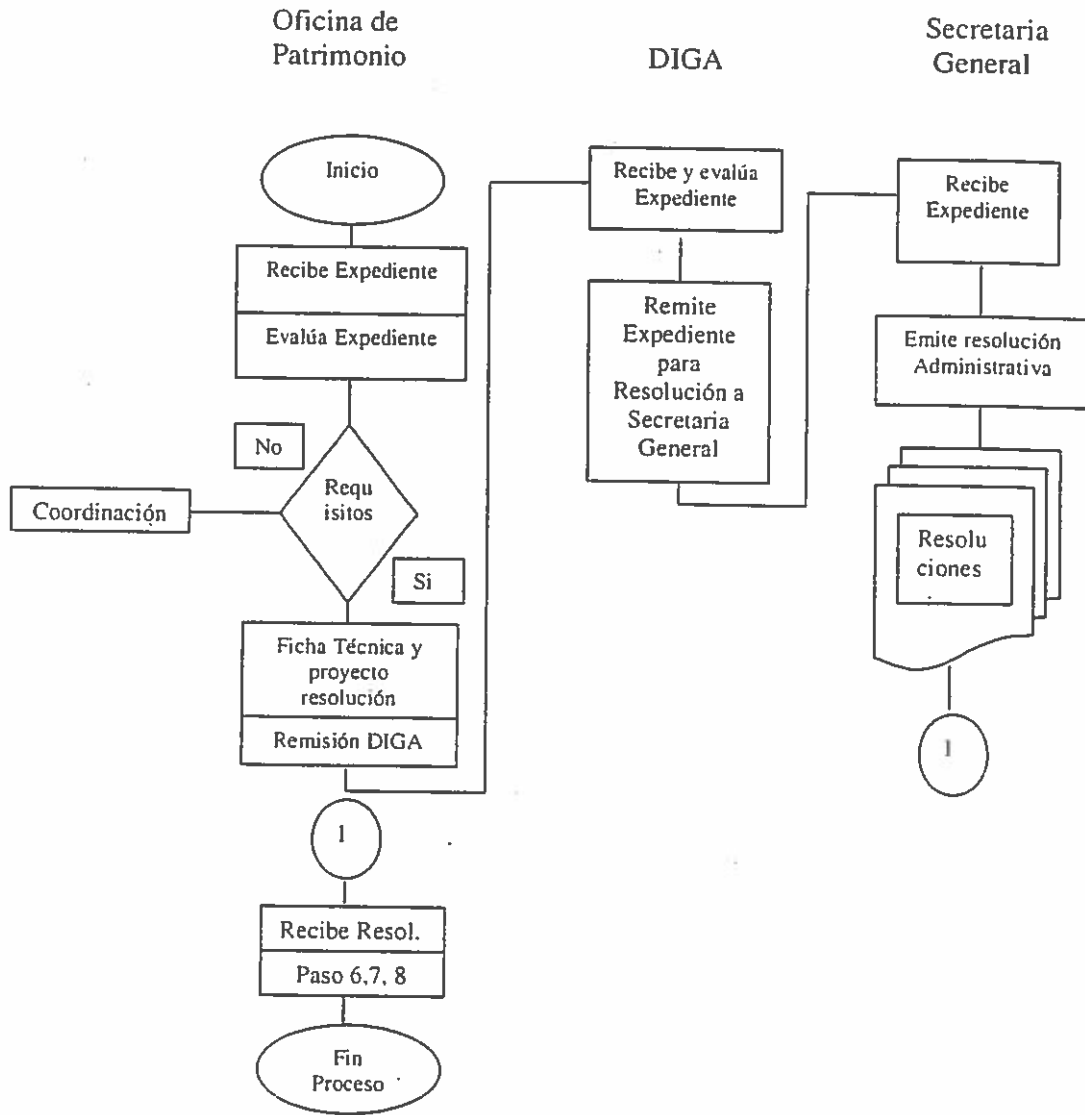 Oficina de
Patrimonio
DIGA
Secretaria
General
Inicio
Recibe Expediente
Evalúa Expediente
No
Requ
isitos
Coordinación
Si
Ficha Técnica y
proyecto
resolución
Remisión DIGA
1
Recibe Resol.
Paso 6,7, 8
Fin
Proceso
Recibe y evalúa
Expediente
Remite
Expediente
para
Resolución a
Secretaria
General
Recibe
Expediente
Emite resolución
Administrativa
Resolu
ciones
1